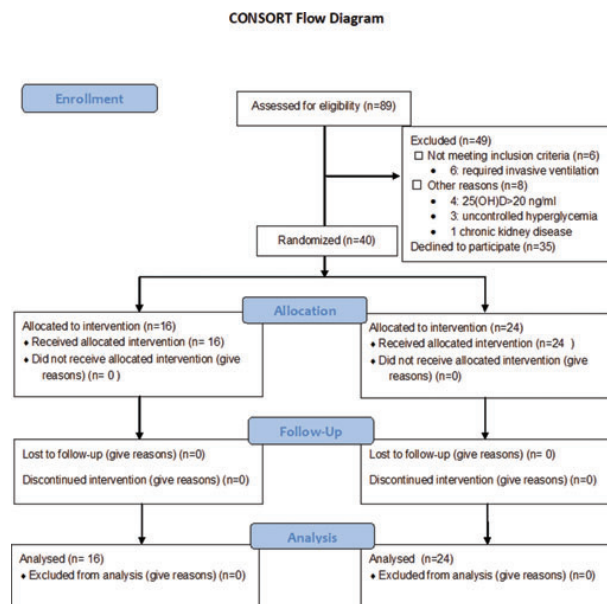 CONSORT Flow Diagram
Enrollment
Assessed for eligibility (n=89)
Excluded (n=49)
□ Not meeting inclusion criteria (n=6)
• 6: required invasive ventilation
□ Other reasons (n=8)
• 4: 25(OH)D>20 ng/ml
• 3: uncontrolled hyperglycemia
• 1 chronic kidney disease
Declined to participate (n=35)
Randomized (n=40)
Allocation
Allocated to intervention (n=16)
♦ Received allocated intervention (n= 16)
♦ Did not receive allocated intervention (give
reasons) (n= 0 )
Allocated to intervention (n=24)
♦ Received allocated intervention (n=24 )
♦ Did not receive allocated intervention (give
reasons) (n=0)
Follow-Up
Lost to follow-up (give reasons) (n=0)
Discontinued intervention (give reasons) (n=0)
Lost to follow-up (give reasons) (n= 0)
Discontinued intervention (give reasons) (n=0)
Analysis
Analysed (n= 16)
♦ Excluded from analysis (give reasons) (n=0)
Analysed (n=24)
♦ Excluded from analysis (give reasons) (n=0)